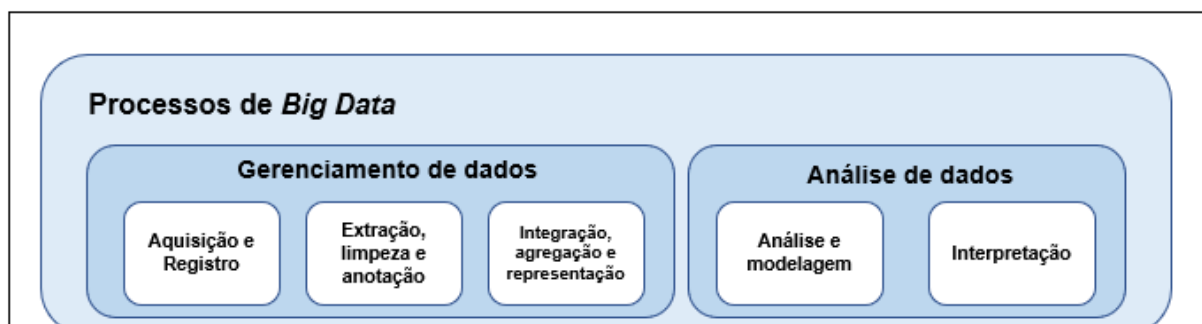 Processos de Big Data
Gerenciamento de dados
Aquisição e
Registro
Extração,
limpeza e
anotação
Integração,
agregação e
representação
Análise de dados
Análise e
modelagem
Interpretação